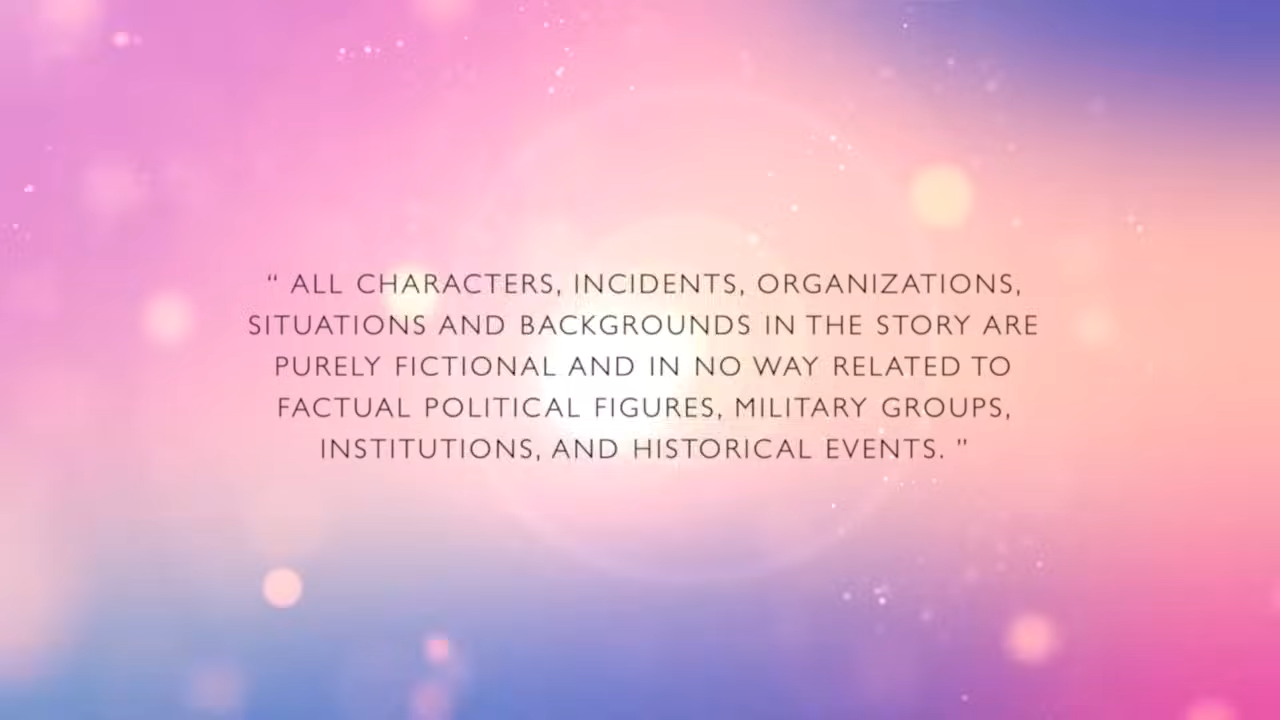 “ ALL CHARACTERS, INCIDENTS, ORGANIZATIONS,
SITUATIONS AND BACKGROUNDS IN THE STORY ARE
PURELY FICTIONAL AND IN NO WAY RELATED TO
FACTUAL POLITICAL FIGURES, MILITARY GROUPS,
INSTITUTIONS, AND HISTORICAL EVENTS. ”